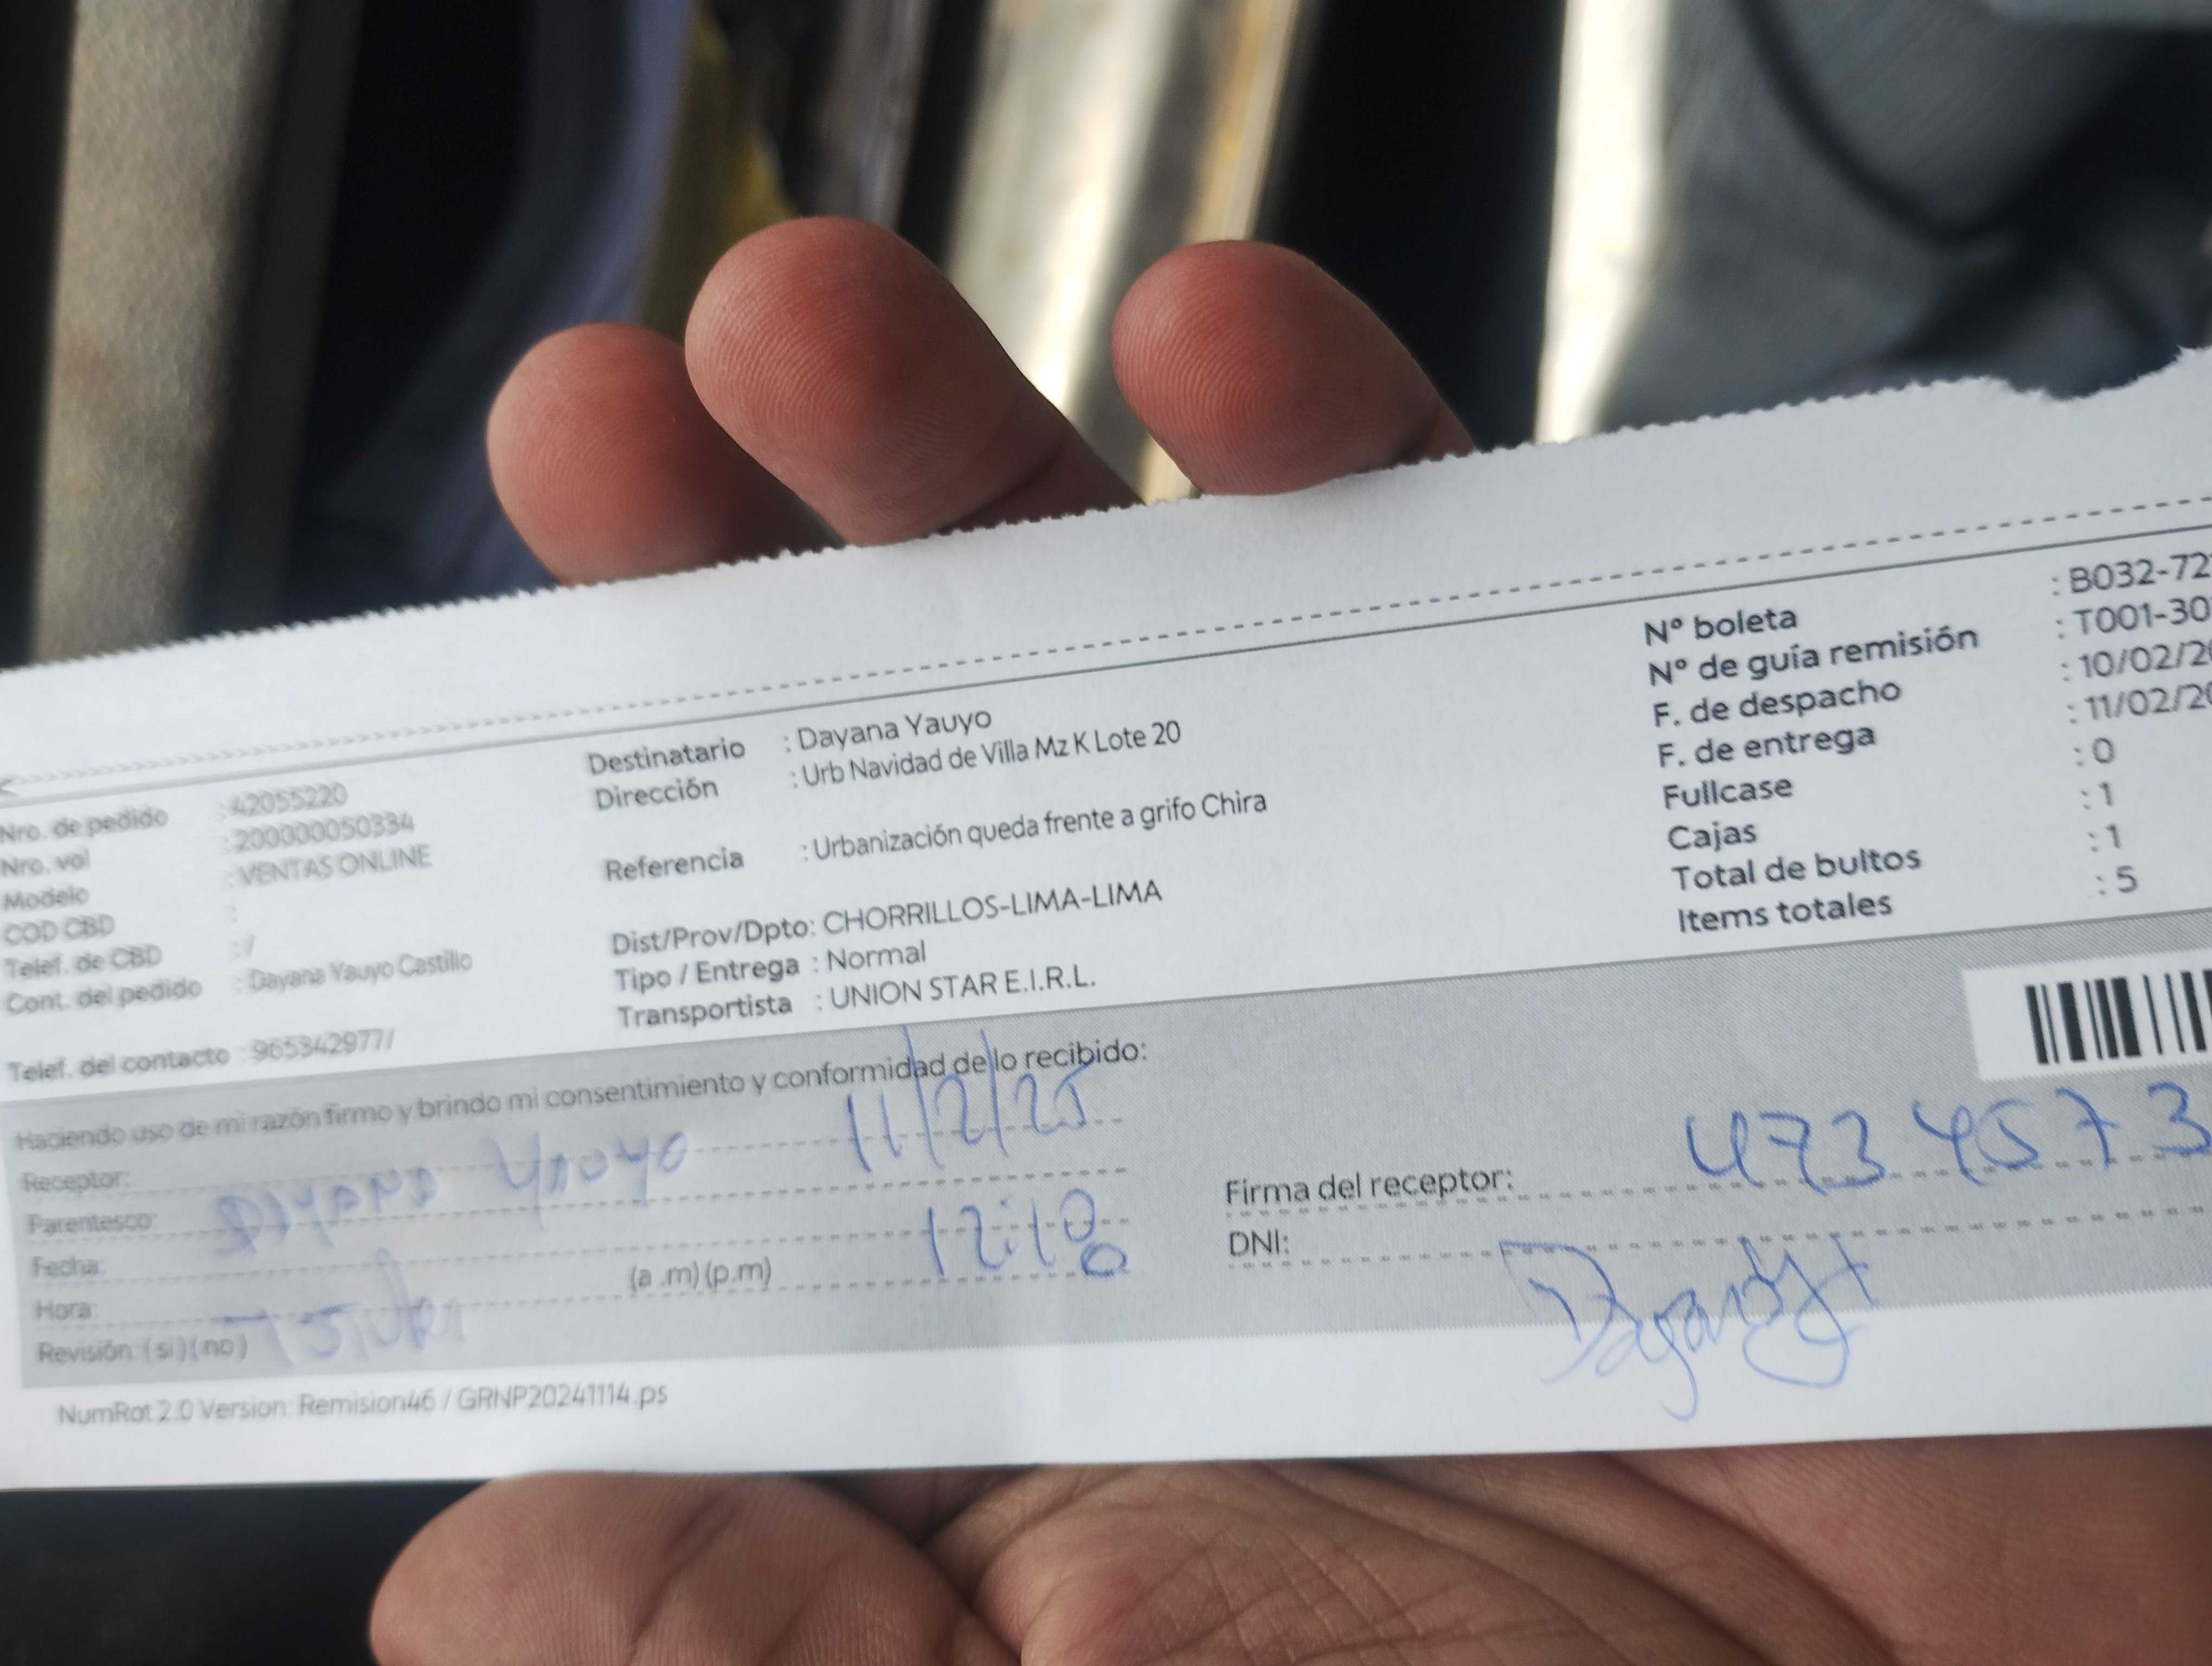 Nro. de pedido : 42055220
Nro. vol : 200000050334
Modelo : VENTAS ONLINE
COD CBD :
Telef. de CBD : /
Cont. del pedido : Dayana Yauyo Castillo
Telef. del contacto : 965342977/
Destinatario : Dayana Yauyo
Dirección : Urb Navidad de Villa Mz K Lote 20
Referencia : Urbanización queda frente a grifo Chira
Dist/Prov/Dpto: CHORRILLOS-LIMA-LIMA
Tipo / Entrega : Normal
Transportista : UNION STAR E.I.R.L.
Nº boleta : B032-72
Nº de guía remisión : T001-30
F. de despacho : 10/02/20
F. de entrega : 11/02/20
Fullcase : 0
Cajas : 1
Total de bultos : 1
Items totales : 5
Haciendo uso de mi razón firmo y brindo mi consentimiento y conformidad de lo recibido:
Receptor: Dayana Yauyo 11/2/25
Parentesco:
Fecha:
Hora: (a .m) (p.m) 12:10
Revisión: ( si ) ( no ) Titular
Firma del receptor: 4734573
DNI:
NumRot 2.0 Version: Remision46 / GRNP20241114.ps